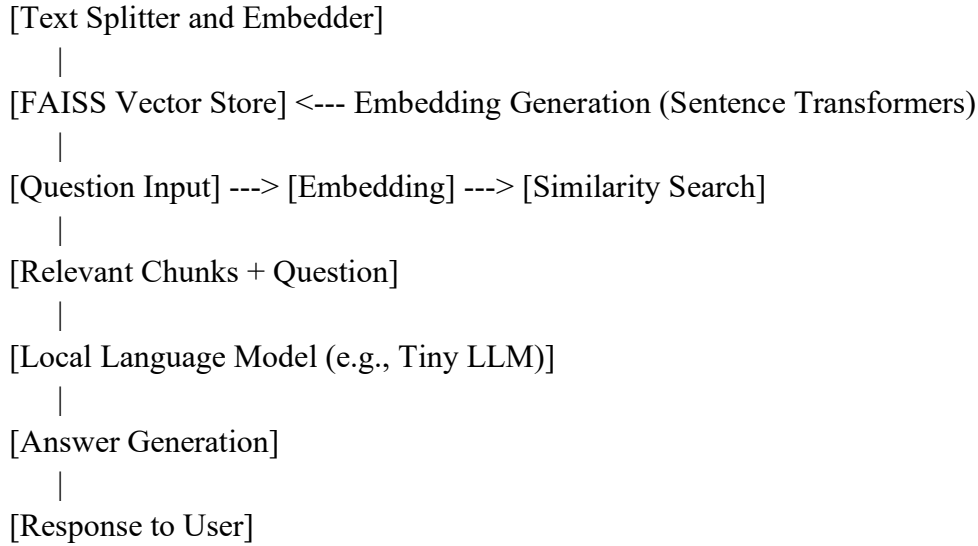 [Text Splitter and Embedder]
|
[FAISS Vector Store] <--- Embedding Generation (Sentence Transformers)
|
[Question Input] ---> [Embedding] ---> [Similarity Search]
|
[Relevant Chunks + Question]
|
[Local Language Model (e.g., Tiny LLM)]
|
[Answer Generation]
|
[Response to User]